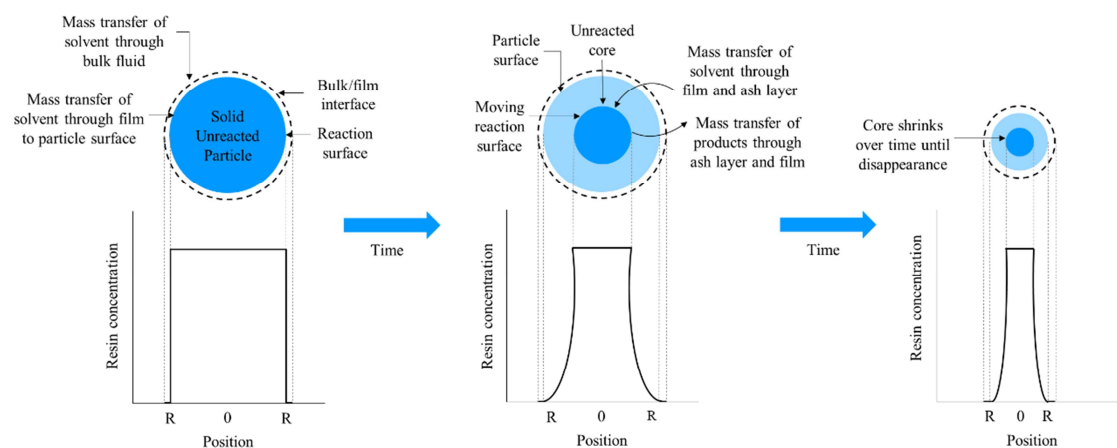 Mass transfer of
solvent through
bulk fluid
Mass transfer of
solvent through film
to particle surface
Solid
Unreacted
Particle
Bulk/film
interface
Reaction
surface
Resin concentration
R
0
R
Position
Time
Particle
surface
Unreacted
core
Mass transfer of
solvent through
film and ash layer
Moving
reaction
surface
Mass transfer of
products through
ash layer and film
Resin concentration
R
0
R
Position
Time
Core shrinks
over time until
disappearance
Resin concentration
R
0
R
Position